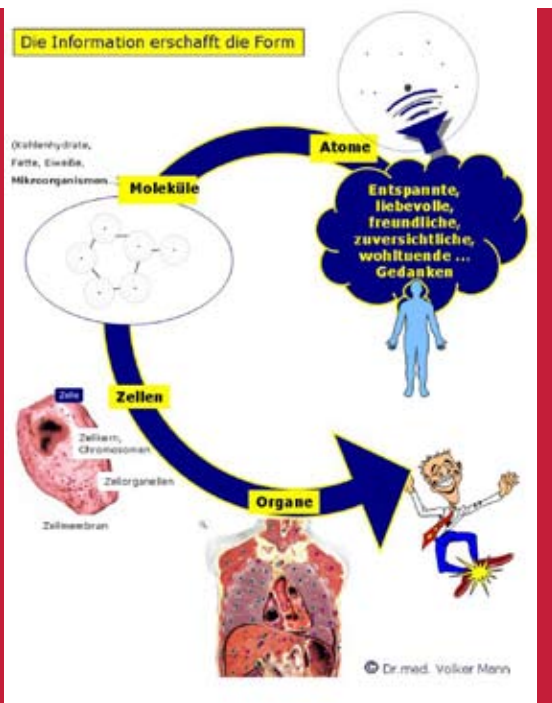 Die Information erschafft die Form
Atome
(Kohlenhydrate,
Fette, Eiweiße,
Mikroorganismen...)
Moleküle
Entspannte,
liebevolle,
freundliche,
zuversichtliche,
wohltuende ...
Gedanken
Zelle
Zellen
Zellkern,
Chromosomen
Zellorganellen
Zellmembran
Organe
© Dr.med. Volker Mann